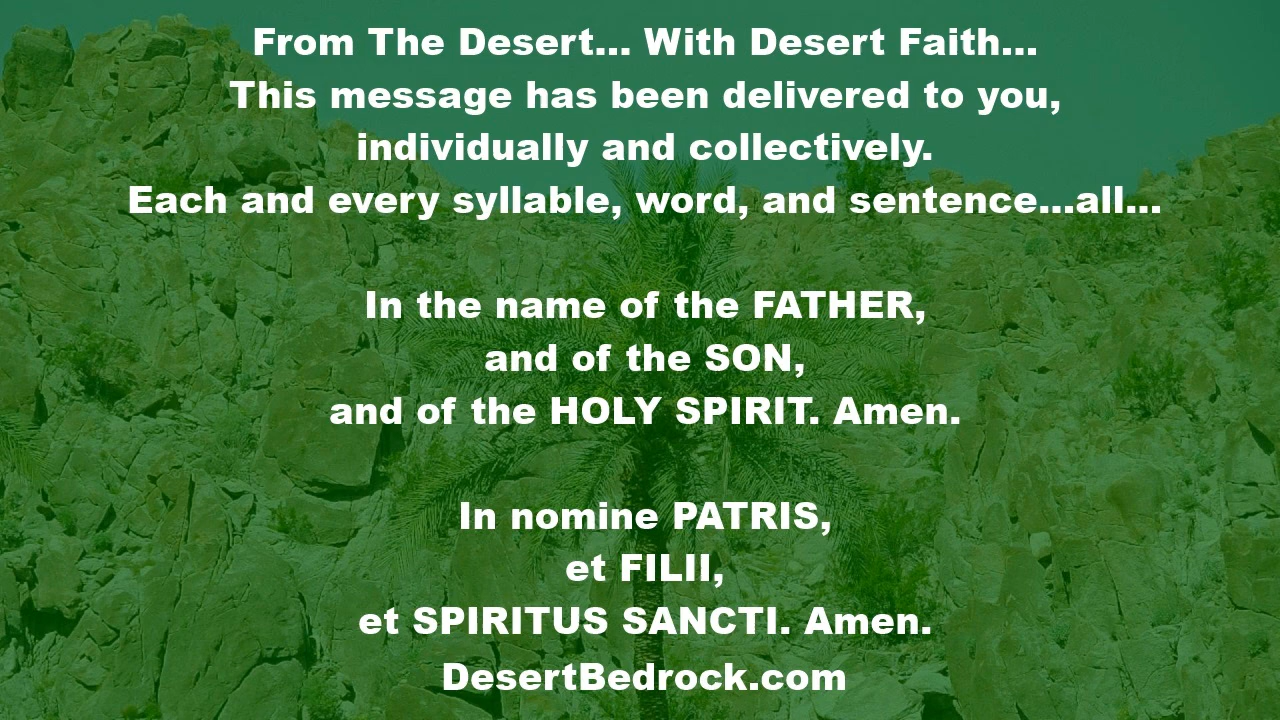 From The Desert... With Desert Faith...
This message has been delivered to you,
individually and collectively.
Each and every syllable, word, and sentence...all...
In the name of the FATHER,
and of the SON,
and of the HOLY SPIRIT. Amen.
In nomine PATRIS,
et FILII,
et SPIRITUS SANCTI. Amen.
DesertBedrock.com